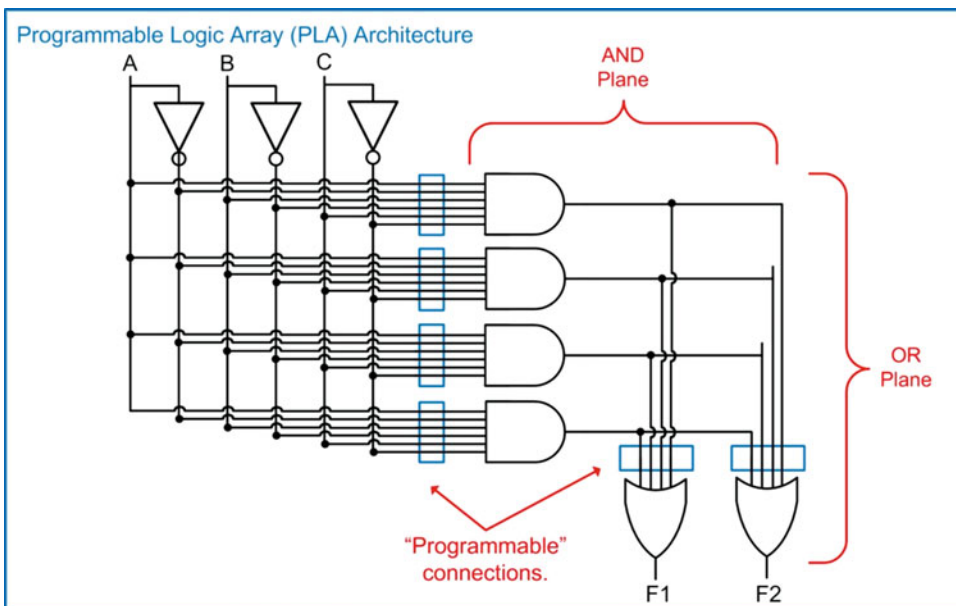 Programmable Logic Array (PLA) Architecture
A B C
AND
Plane
OR
Plane
“Programmable”
connections.
F1 F2